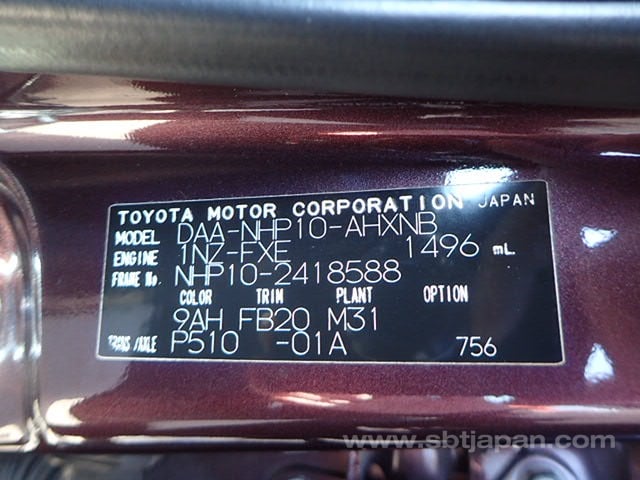 TOYOTA MOTOR CORPORATION JAPAN
MODEL DAA-NHP10-AHXNB
ENGINE 1NZ-FXE 1496 mL
FRAME No. NHP10-2418588
COLOR TRIM PLANT OPTION
9AH FB20 M31
TRANS/AXLE P510 -01A 756
www.sbtjapan.com